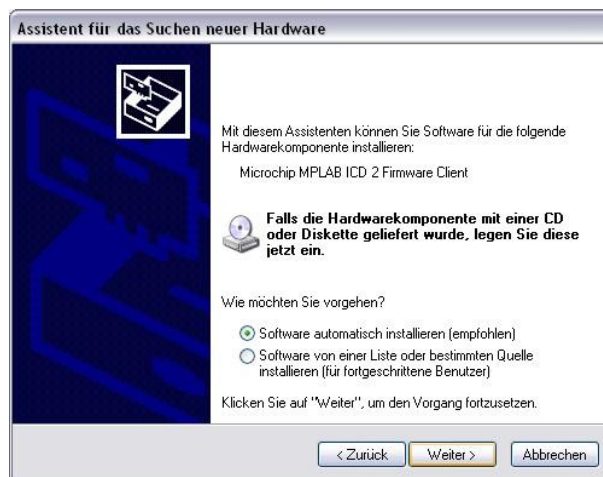 Assistent für das Suchen neuer Hardware
Mit diesem Assistenten können Sie Software für die folgende
Hardwarekomponente installieren:
Microchip MPLAB ICD 2 Firmware Client
Falls die Hardwarekomponente mit einer CD
oder Diskette geliefert wurde, legen Sie diese
jetzt ein.
Wie möchten Sie vorgehen?
Software automatisch installieren (empfohlen)
Software von einer Liste oder bestimmten Quelle
installieren (für fortgeschrittene Benutzer)
Klicken Sie auf "Weiter", um den Vorgang fortzusetzen.
< Zurück Weiter > Abbrechen